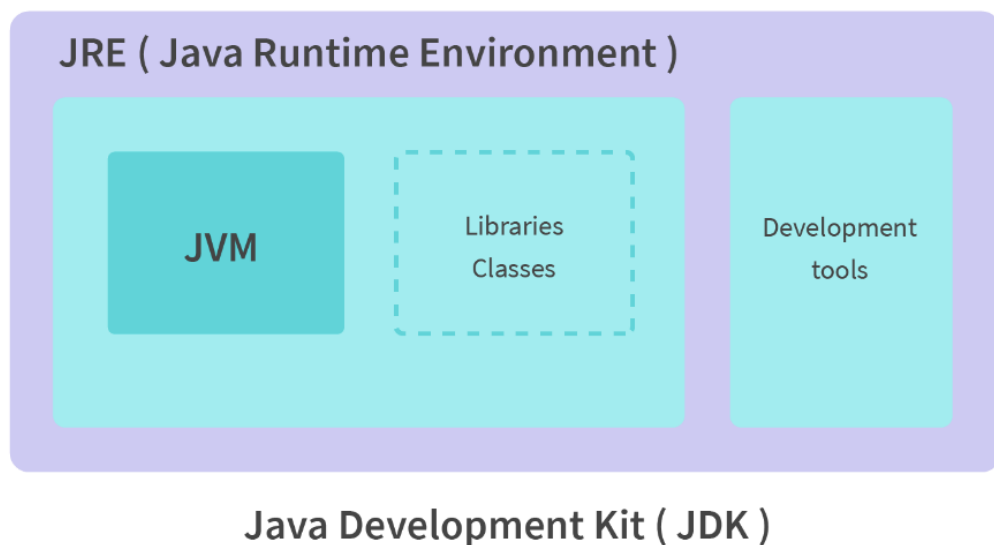 JRE ( Java Runtime Environment )
JVM
Libraries
Classes
Development
tools
Java Development Kit ( JDK )